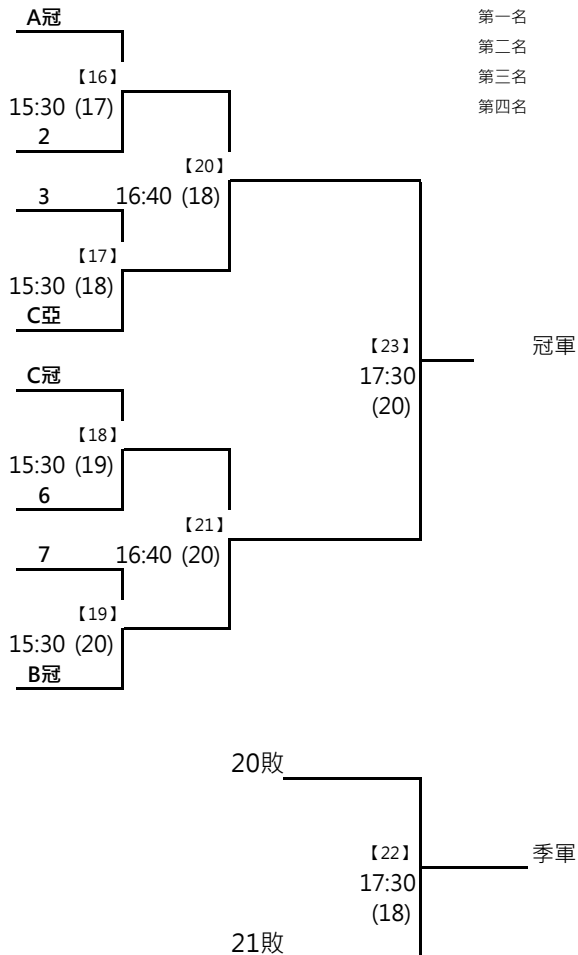 A冠
第一名
第二名
【16】
第三名
15:30 (17)
第四名
2
【20】
3
16:40 (18)
【17】
15:30 (18)
C亞
【23】
冠軍
17:30
C冠
(20)
【18】
15:30 (19)
6
【21】
7
16:40 (20)
【19】
15:30 (20)
B冠
20敗
【22】
季軍
17:30
(18)
21敗